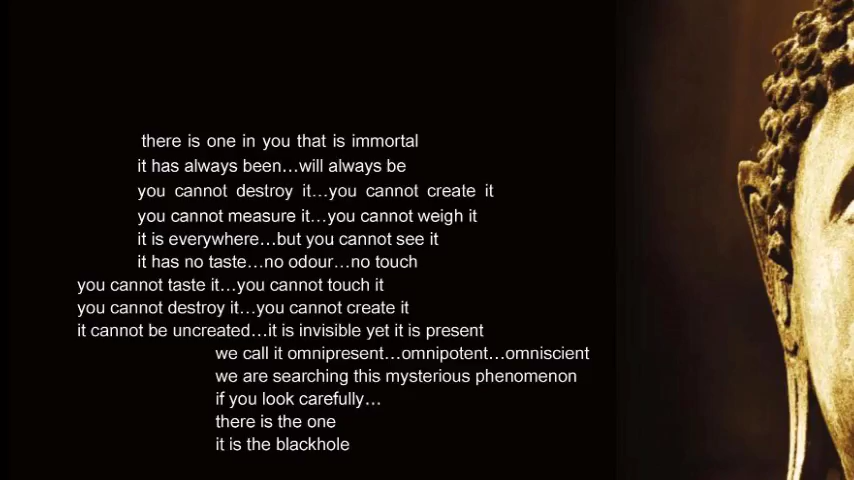 there is one in you that is immortal
it has always been...will always be
you cannot destroy it...you cannot create it
you cannot measure it...you cannot weigh it
it is everywhere...but you cannot see it
it has no taste...no odour...no touch
you cannot taste it...you cannot touch it
you cannot destroy it...you cannot create it
it cannot be uncreated...it is invisible yet it is present
we call it omnipresent...omnipotent...omniscient
we are searching this mysterious phenomenon
if you look carefully...
there is the one
it is the blackhole